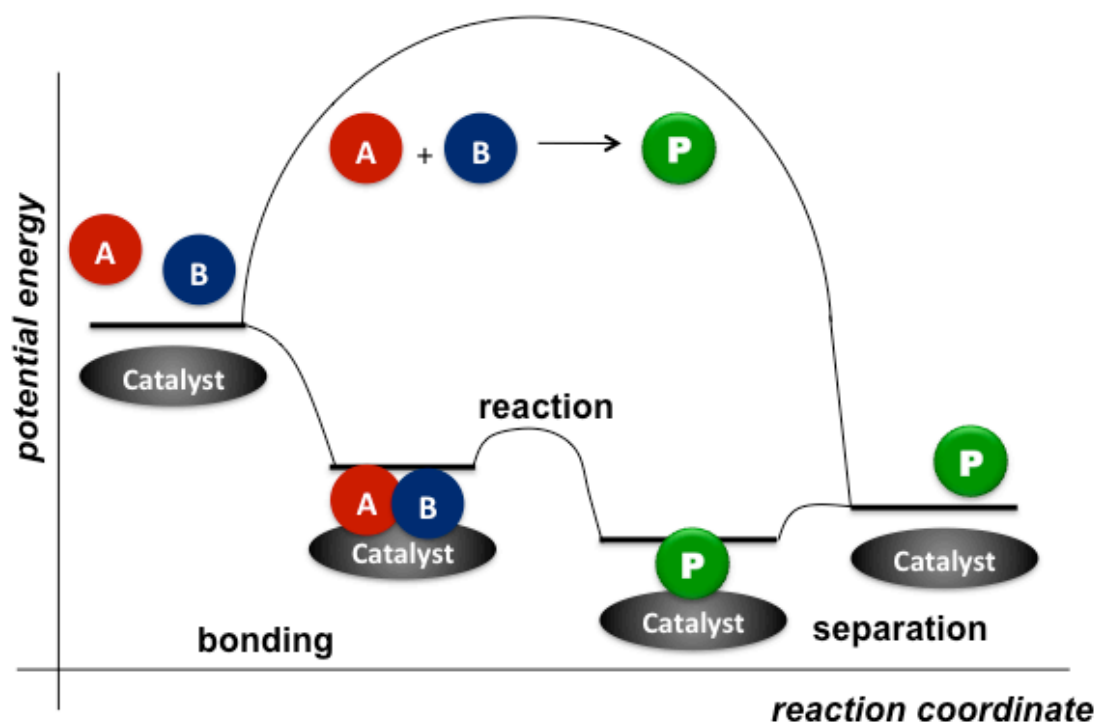 A + B → P
potential energy
A
B
Catalyst
reaction
A
B
Catalyst
P
Catalyst
P
Catalyst
bonding
separation
reaction coordinate